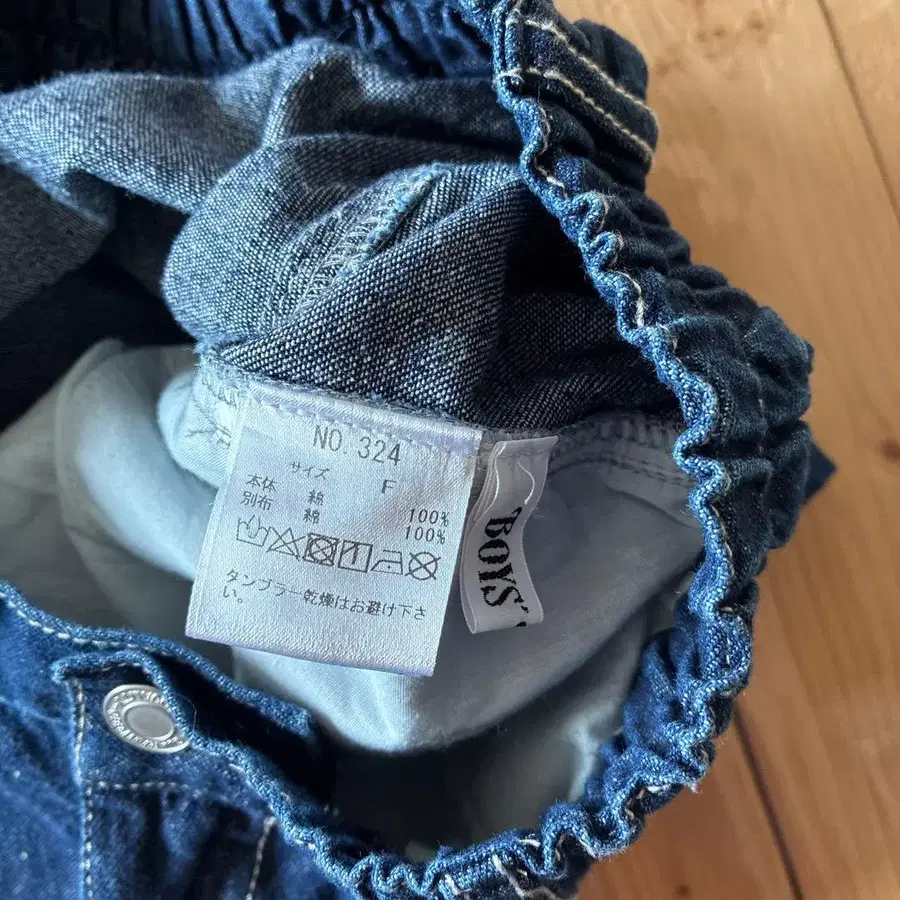 NO.324
サイズ F
本体 綿 100%
別布 綿 100%
タンブラー乾燥はお避け下さ
い。
BOYS'